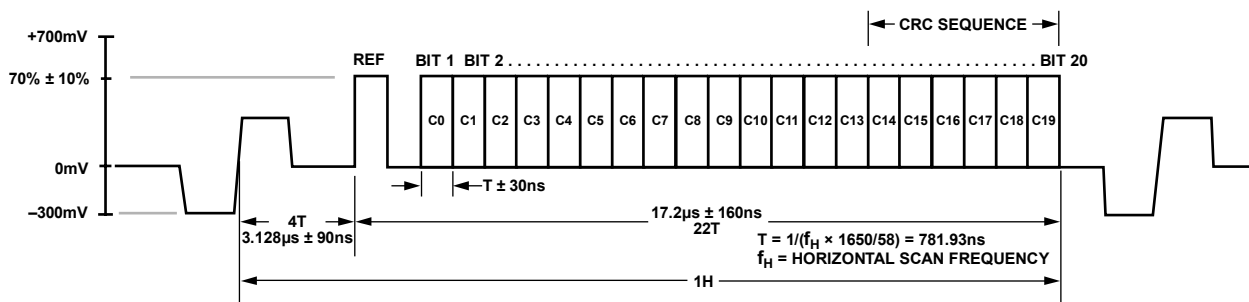 CRC SEQUENCE
+700mV
REF
BIT 1 BIT 2 . . . . . . . . . . . . . . . . . . . . . . . . . . . . . . . . . . . . . . . . . . . . . . . . . . . . . . . . . . . . . . . . BIT 20
70% ± 10%
C0 C1 C2 C3 C4 C5 C6 C7 C8 C9 C10 C11 C12 C13 C14 C15 C16 C17 C18 C19
0mV
T ± 30ns
–300mV
4T
3.128µs ± 90ns
17.2µs ± 160ns
22T
T = 1/(fH × 1650/58) = 781.93ns
fH = HORIZONTAL SCAN FREQUENCY
1H